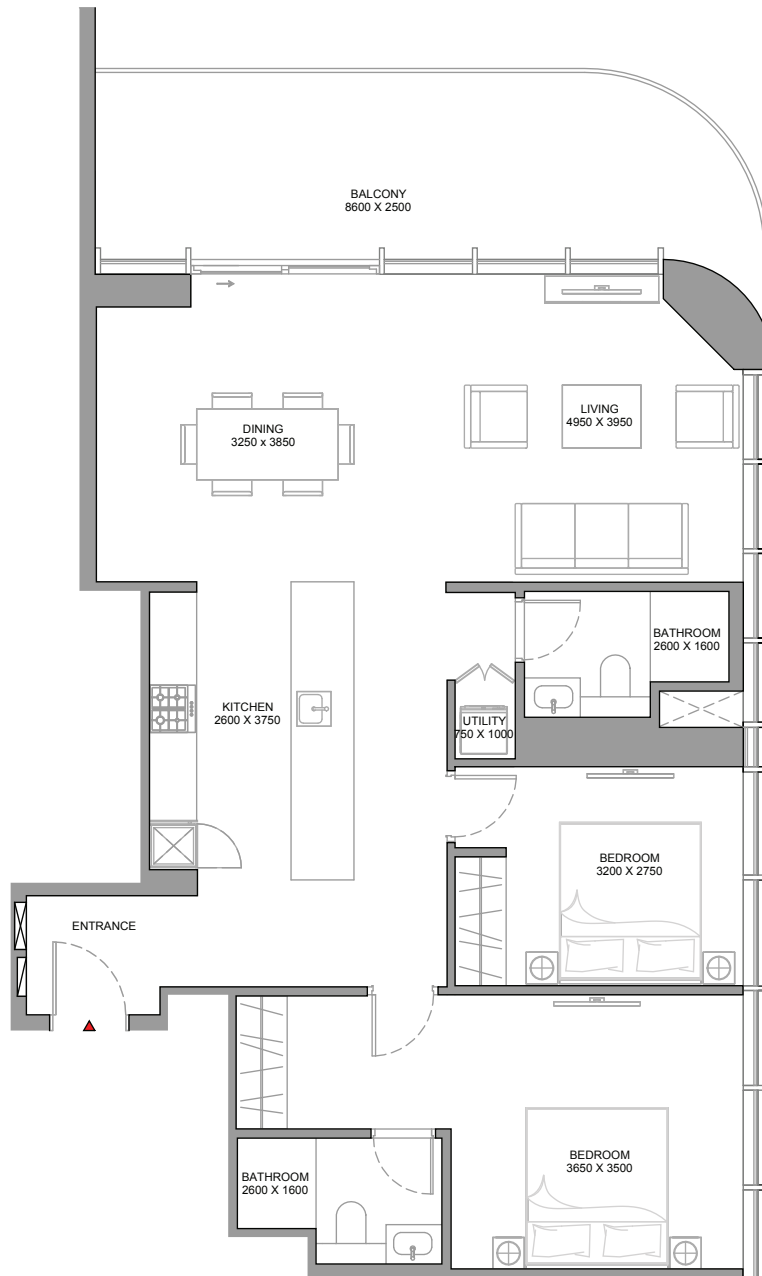 BALCONY
8600 X 2500
DINING
3250 x 3850
LIVING
4950 X 3950
BATHROOM
2600 X 1600
KITCHEN
2600 X 3750
UTILITY
750 X 1000
BEDROOM
3200 X 2750
ENTRANCE
BATHROOM
2600 X 1600
BEDROOM
3650 X 3500